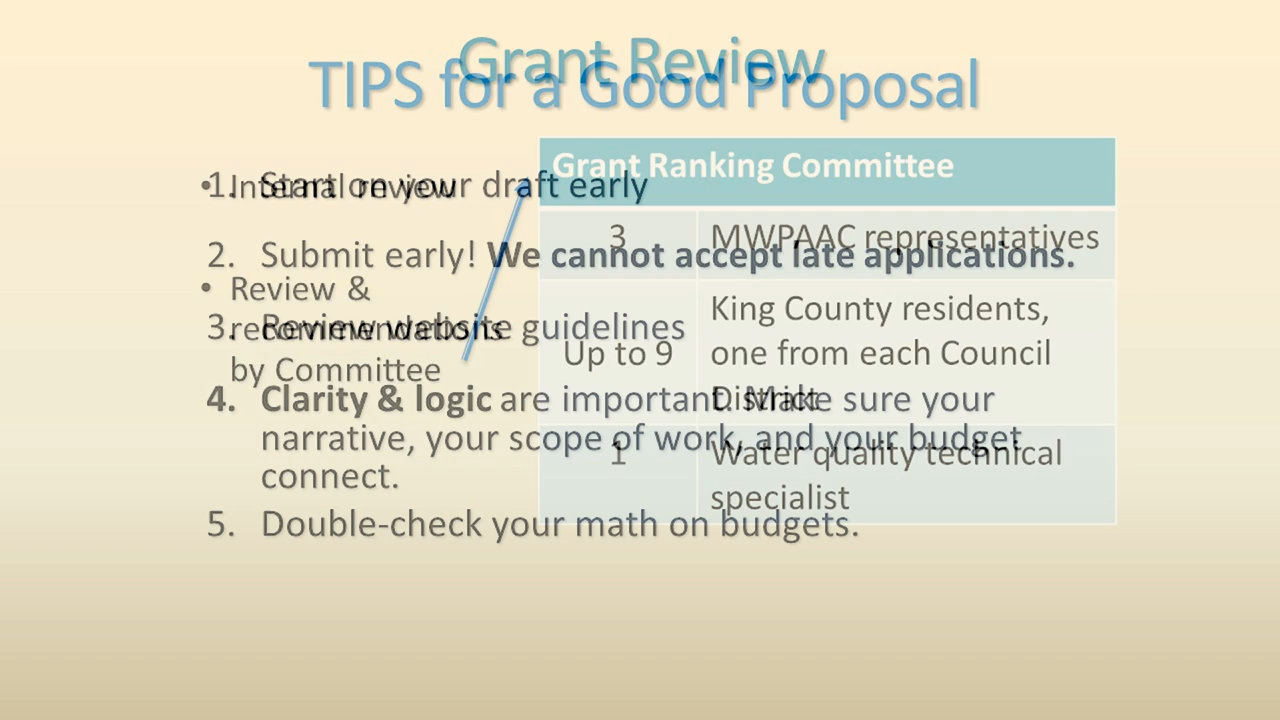 Grant Review
TIPS for a Good Proposal
Grant Ranking Committee
• Internal review
1. Start on your draft early
3 MWPAAC representatives
2. Submit early! We cannot accept late applications.
• Review &
recommendations
by Committee
3. Review website guidelines
Up to 9
King County residents,
one from each Council
District
4. Clarity & logic are important. Make sure your
narrative, your scope of work, and your budget
connect.
1
Water quality technical
specialist
5. Double-check your math on budgets.